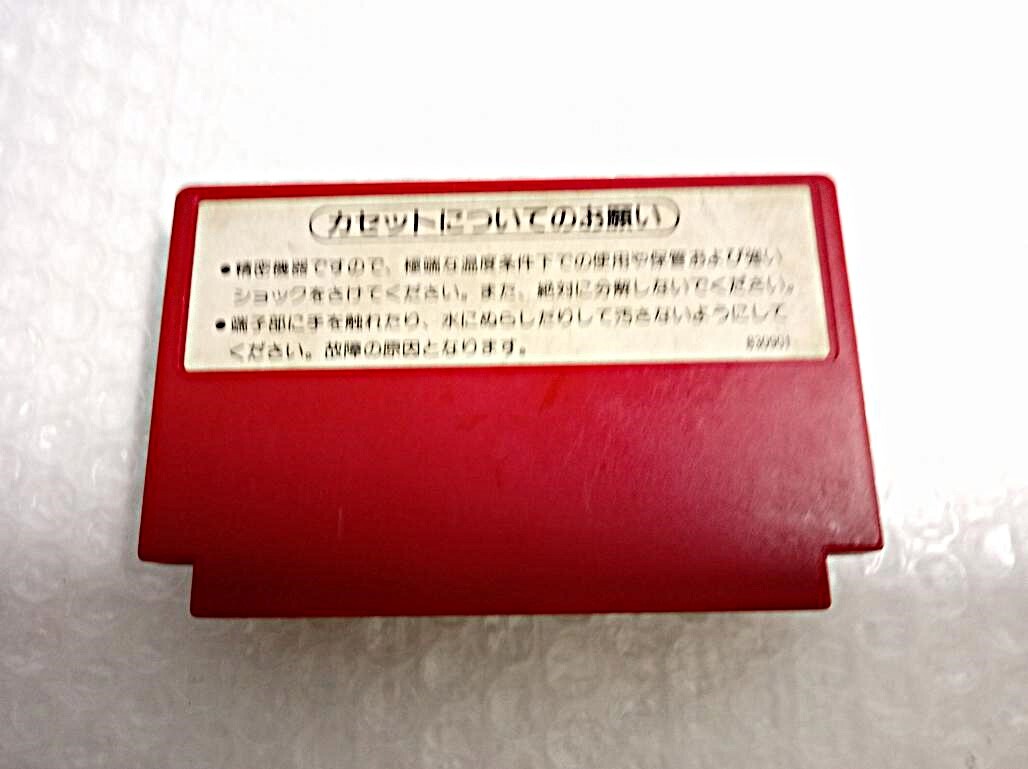 カセットについてのお願い
●精密機器ですので、極端な温度条件下での使用や保管および強い
ショックをさけてください。また、絶対に分解しないでください。
●端子部に手を触れたり、水にぬらしたりして汚さないようにして
ください。故障の原因となります。
830903